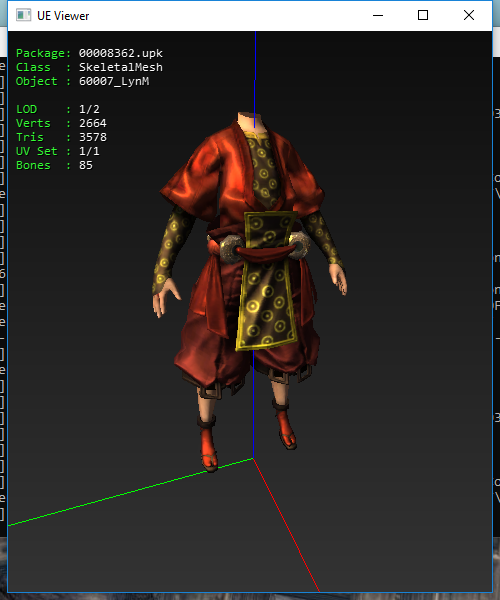 UE Viewer
Package: 00008362.upk
Class : SkeletalMesh
Object : 60007_LynM
LOD : 1/2
Verts : 2664
Tris : 3578
UV Set : 1/1
Bones : 85